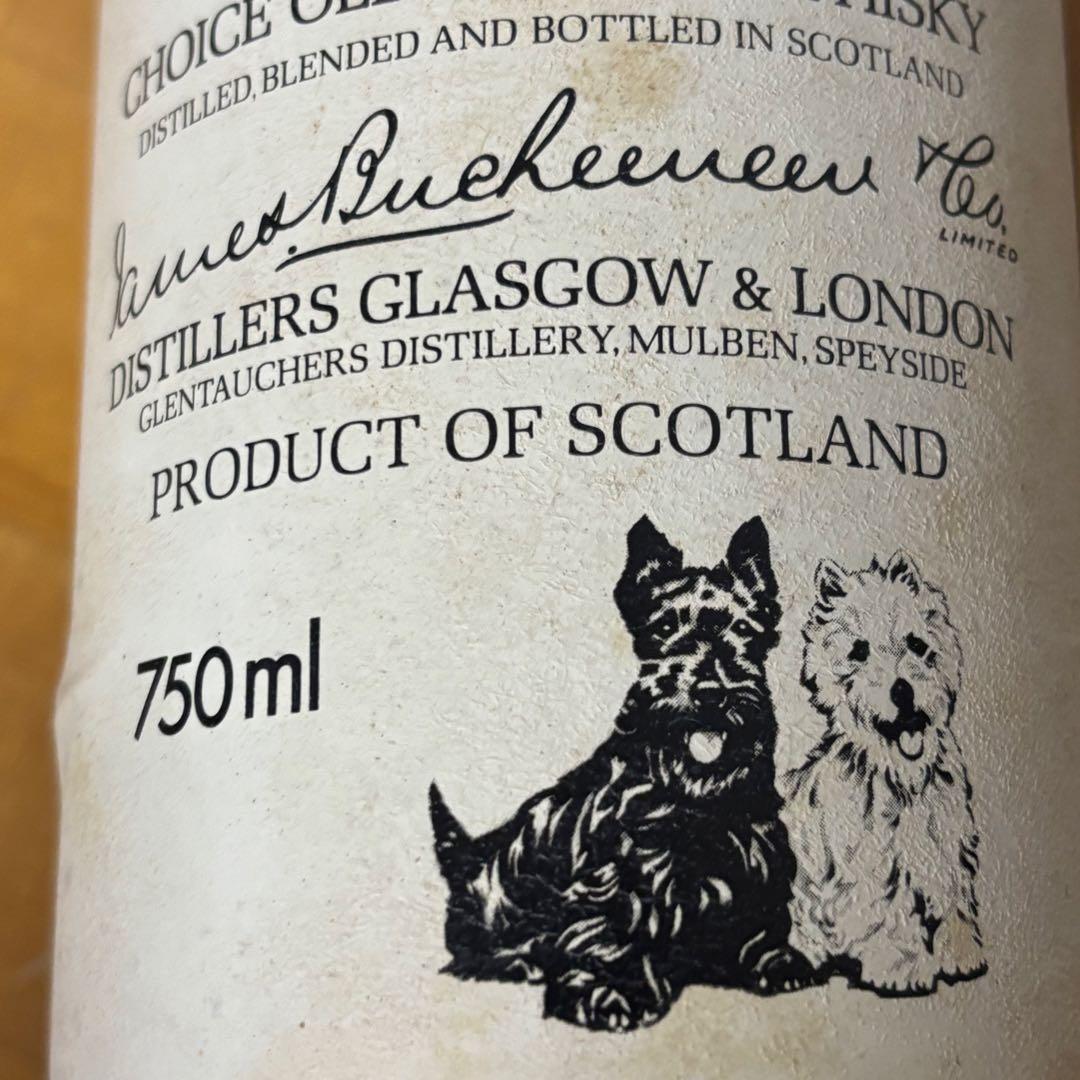 CHOICE WHISKY
DISTILLED, BLENDED AND BOTTLED IN SCOTLAND
James Buchanan & Co.
LIMITED
DISTILLERS GLASGOW & LONDON
GLENTAUCHERS DISTILLERY, MULBEN, SPEYSIDE
PRODUCT OF SCOTLAND
750ml